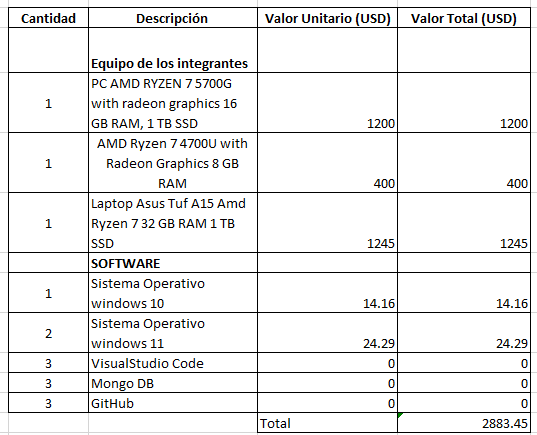 Cantidad Descripción Valor Unitario (USD) Valor Total (USD)
Equipo de los integrantes
1 PC AMD RYZEN 7 5700G with radeon graphics 16 GB RAM, 1 TB SSD 1200 1200
1 AMD Ryzen 7 4700U with Radeon Graphics 8 GB RAM 400 400
1 Laptop Asus Tuf A15 Amd Ryzen 7 32 GB RAM 1 TB SSD 1245 1245
SOFTWARE
1 Sistema Operativo windows 10 14.16 14.16
2 Sistema Operativo windows 11 24.29 24.29
3 VisualStudio Code 0 0
3 Mongo DB 0 0
3 GitHub 0 0
Total 2883.45